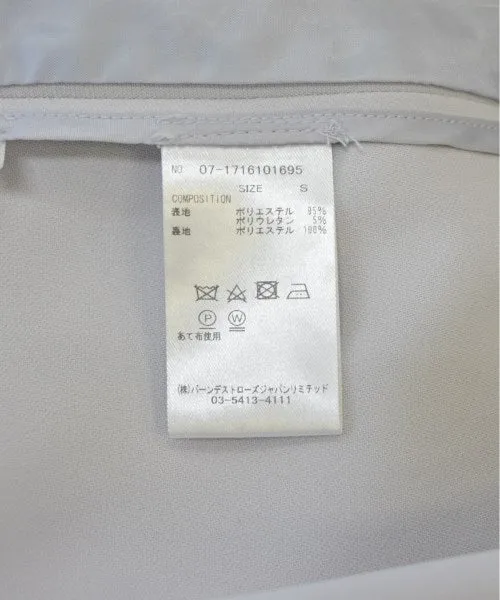 NO 07-1716101695
SIZE S
COMPOSITION
表地 ポリエステル 95%
ポリウレタン 5%
裏地 ポリエステル 100%
P W
あて布使用
(株)バーンデストローズジャパンリミテッド
03-5413-4111